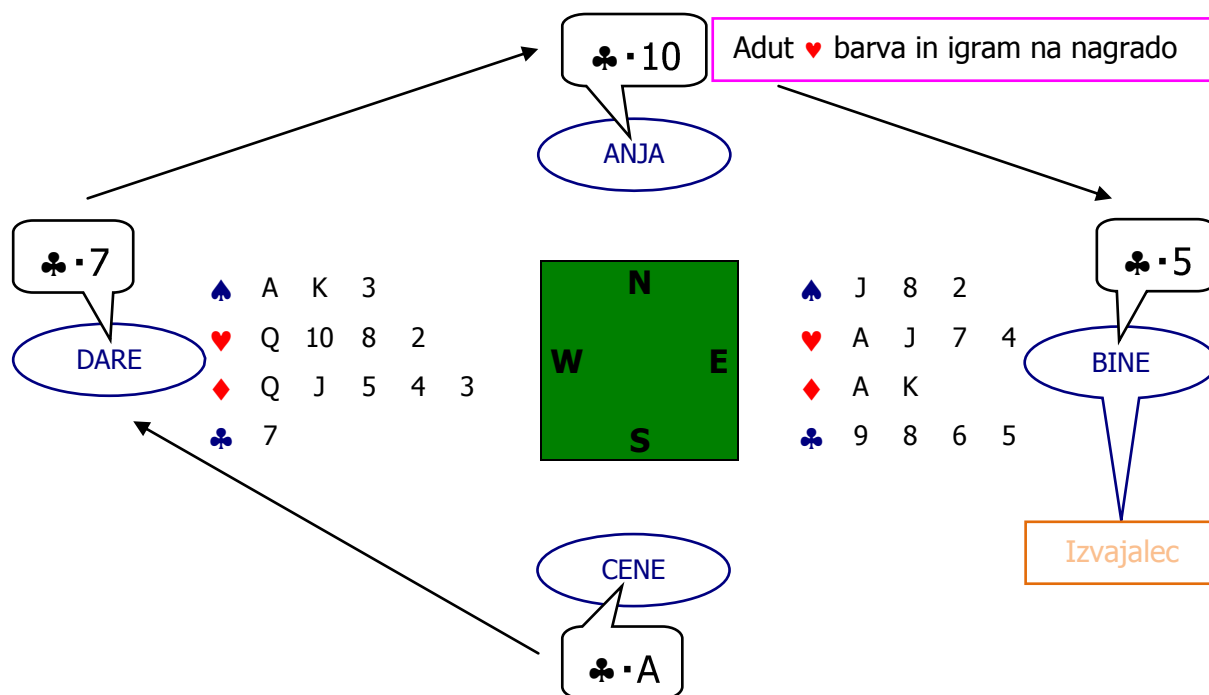 ♣·10
Adut ♥ barva in igram na nagrado
ANJA
♣·7
DARE
♠ A K 3
♥ Q 10 8 2
♦ Q J 5 4 3
♣ 7
N
W E
S
♠ J 8 2
♥ A J 7 4
♦ A K
♣ 9 8 6 5
♣·5
BINE
Izvajalec
CENE
♣·A